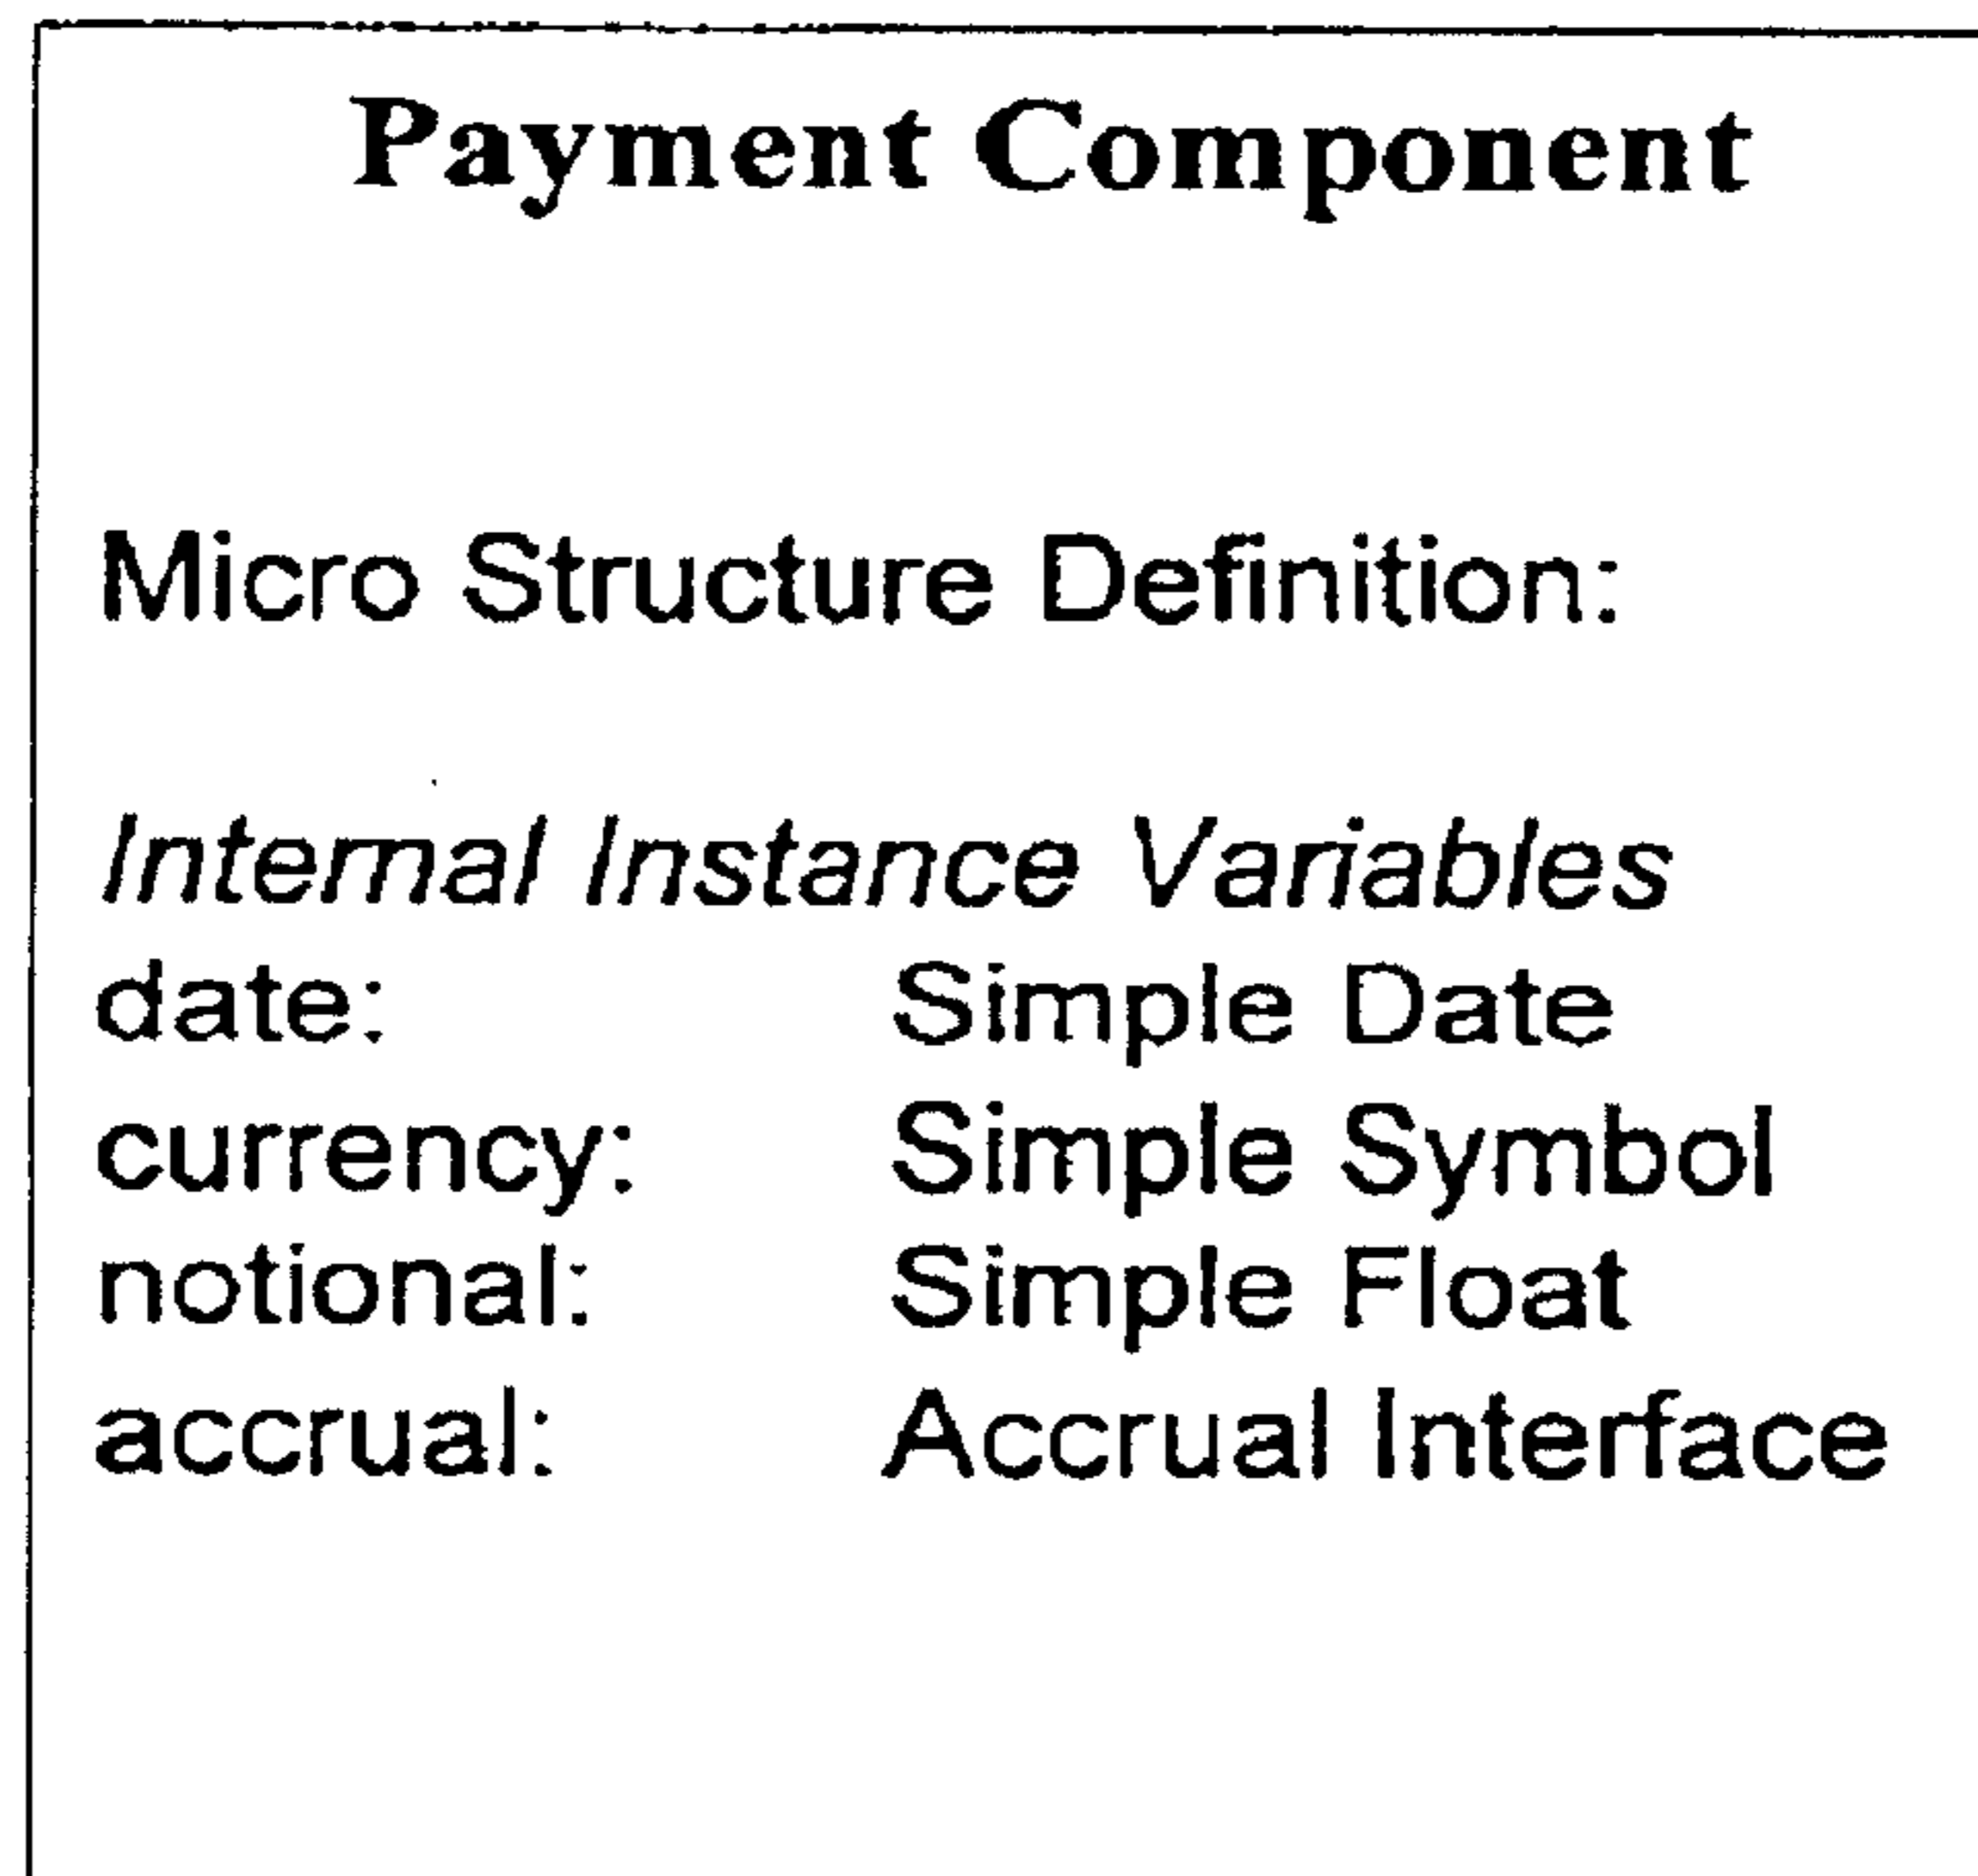 Payment Component
Micro Structure Definition:
Internal Instance Variables
date: Simple Date
currency: Simple Symbol
notional: Simple Float
accrual: Accrual Interface